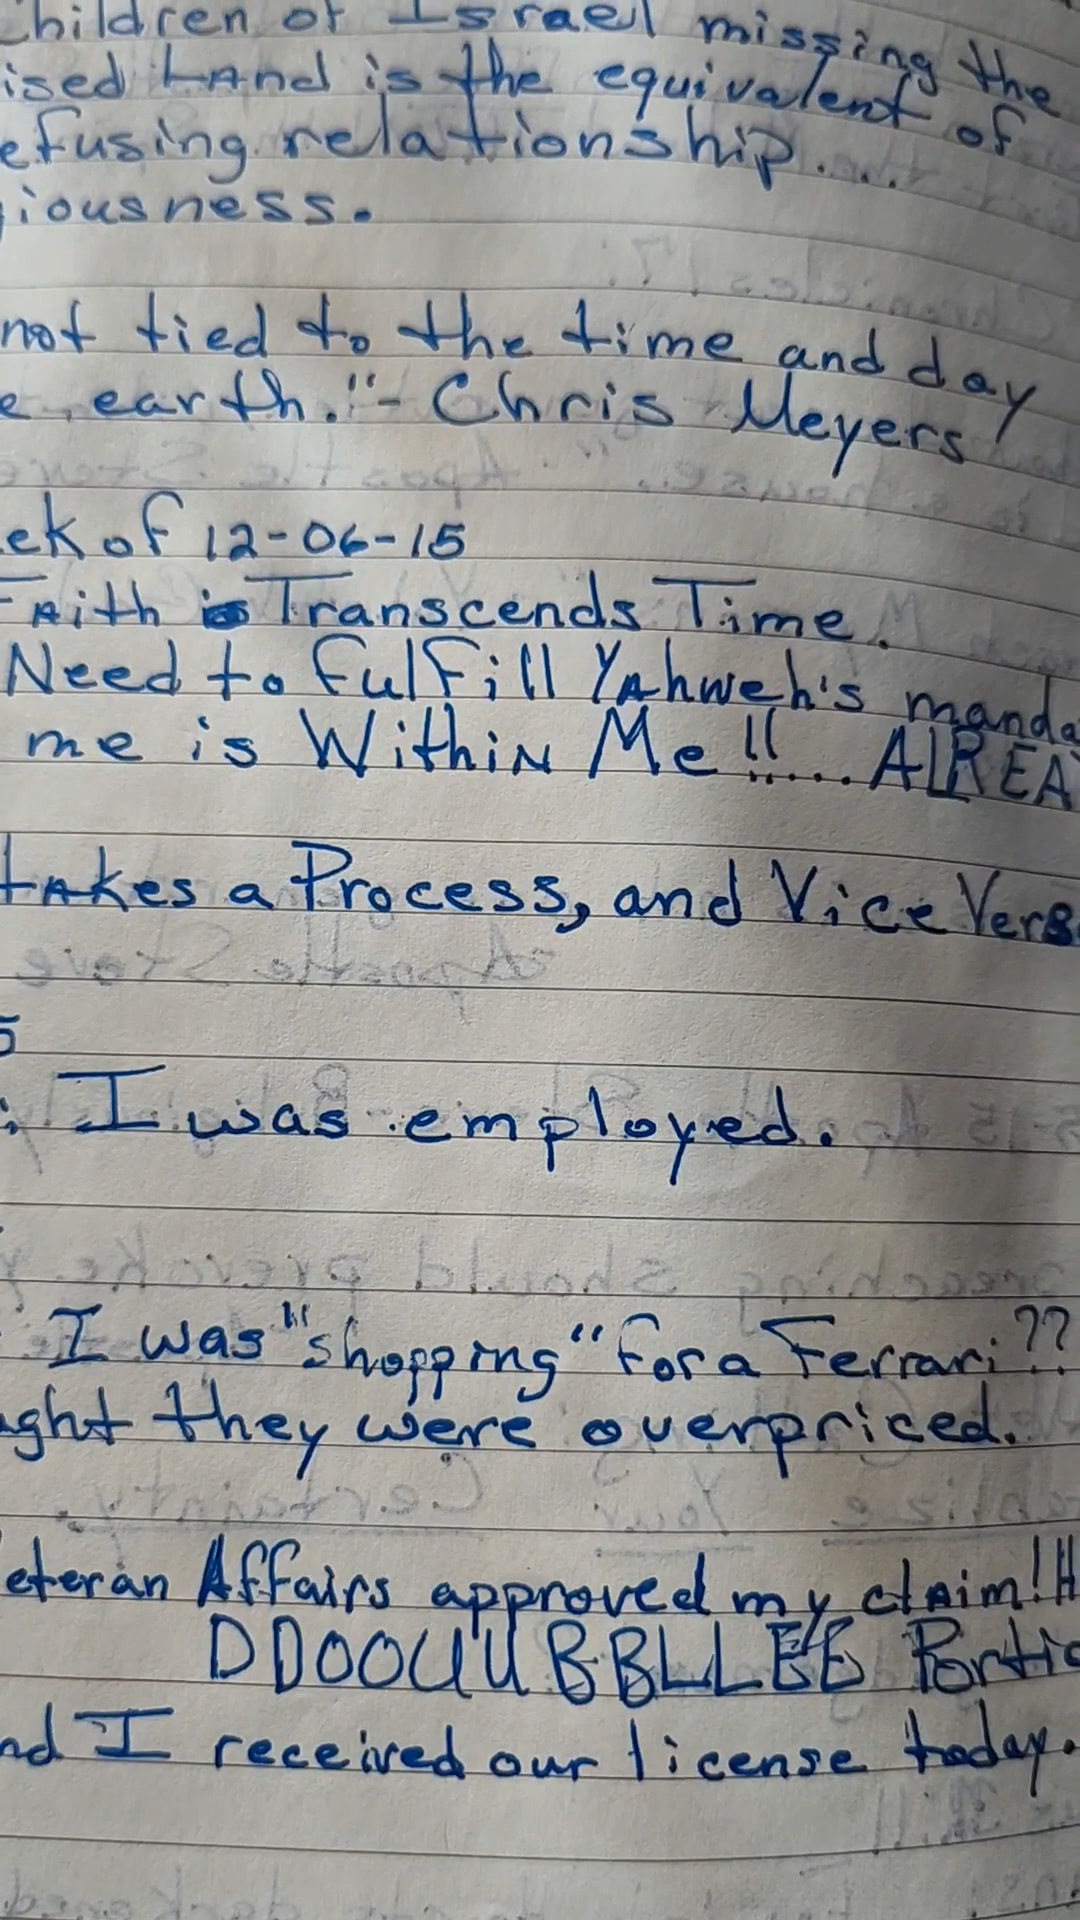 Children of Israel missing the
ised Land is the equivalent of
efusing relationship....
giousness.
not tied to the time and day
e earth." - Chris Meyers
ek of 12-06-15
Faith is Transcends Time.
Need to fulfill Yahweh's manda
me is Within Me!!.... ALREA
takes a Process, and Vice Vers
5
: I was employed.
I was "shopping" for a Ferrari??
ght they were overpriced.
eteran Affairs approved my claim!!
DDOOUUBBLLEE Portio
nd I received our license today.